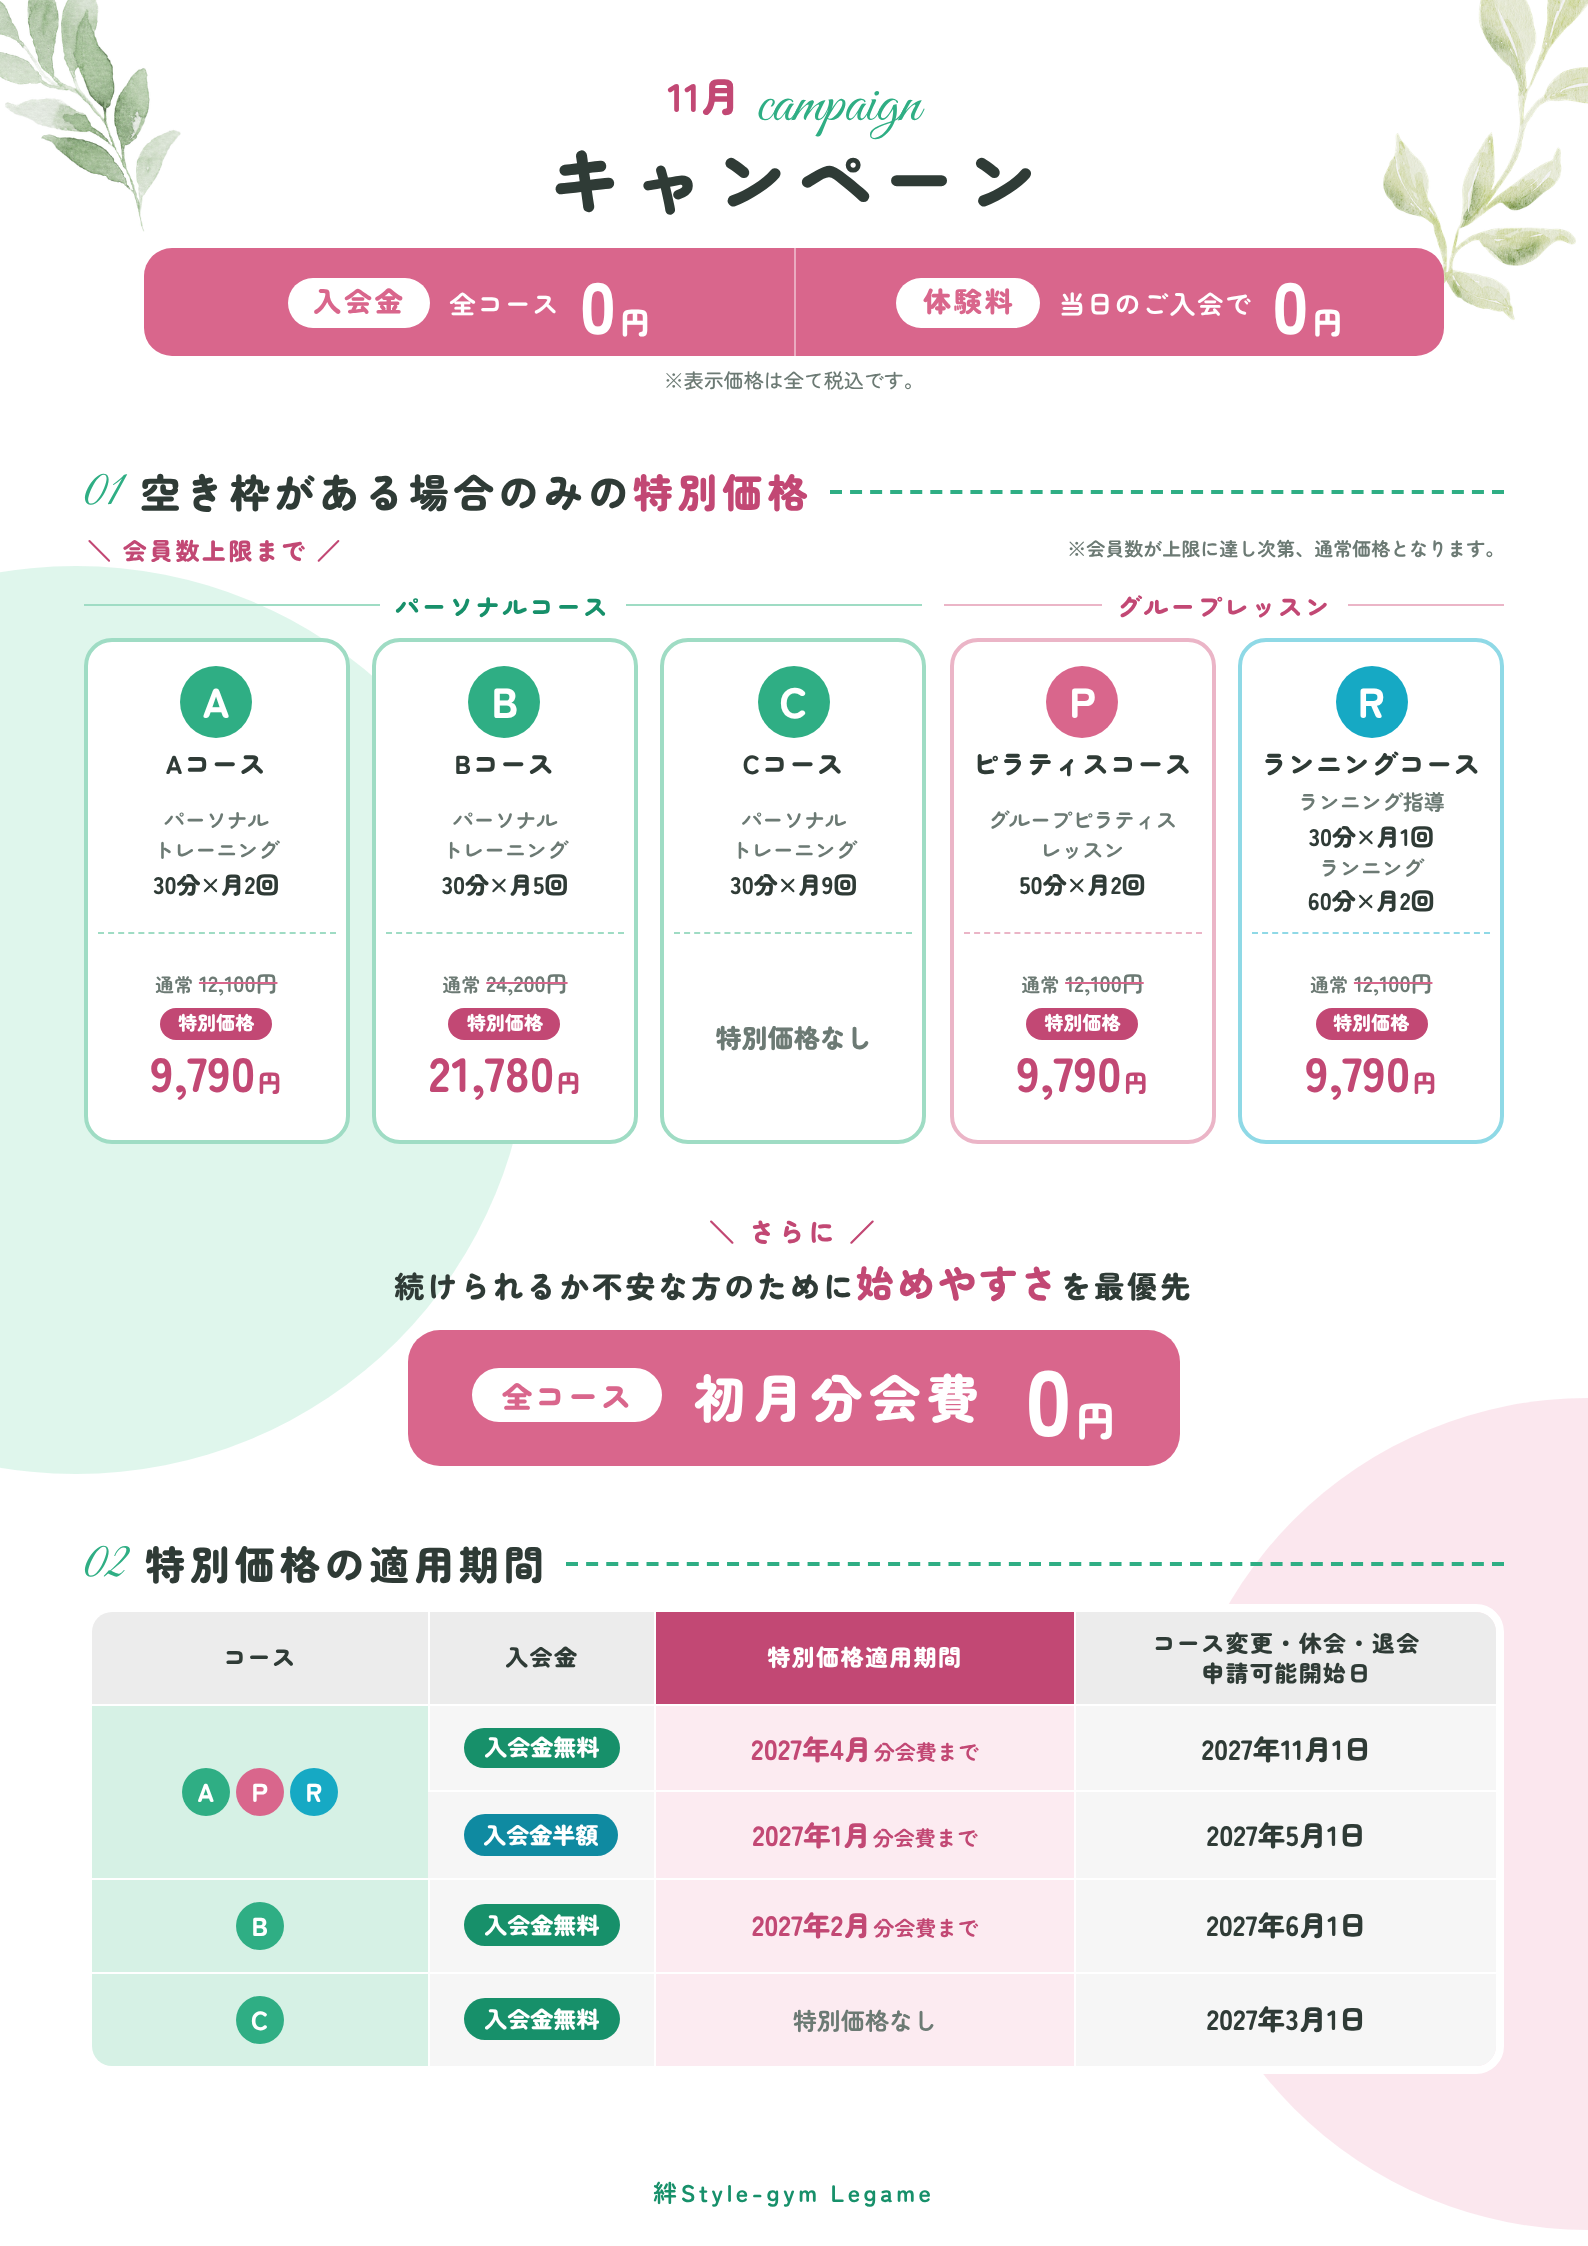 11月 campaign
キャンペーン
入会金 全コース 0円
体験料 当日のご入会で 0円
※表示価格は全て税込です。
01 空き枠がある場合のみの特別価格
＼ 会員数上限まで ／
※会員数が上限に達し次第、通常価格となります。
パーソナルコース
グループレッスン
A
Aコース
パーソナル
トレーニング
30分×月2回
通常 12,100円
特別価格
9,790円
B
Bコース
パーソナル
トレーニング
30分×月5回
通常 24,200円
特別価格
21,780円
C
Cコース
パーソナル
トレーニング
30分×月9回
特別価格なし
P
ピラティスコース
グループピラティス
レッスン
50分×月2回
通常 12,100円
特別価格
9,790円
R
ランニングコース
ランニング指導
30分×月1回
ランニング
60分×月2回
通常 12,100円
特別価格
9,790円
＼ さらに ／
続けられるか不安な方のために始めやすさを最優先
全コース 初月分会費 0円
02 特別価格の適用期間
コース 入会金 特別価格適用期間 コース変更・休会・退会
申請可能開始日
A P R
入会金無料 2027年4月分会費まで 2027年11月1日
入会金半額 2027年1月分会費まで 2027年5月1日
B 入会金無料 2027年2月分会費まで 2027年6月1日
C 入会金無料 特別価格なし 2027年3月1日
絆Style-gym Legame